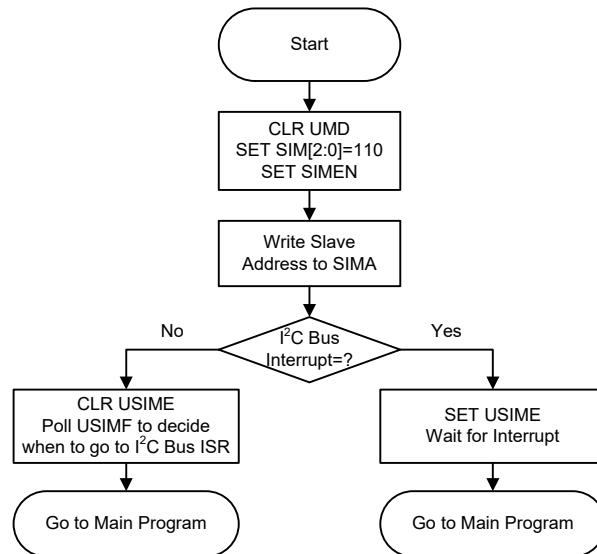 Start
CLR UMD
SET SIM[2:0]=110
SET SIMEN
Write Slave
Address to SIMA
No
I²C Bus
Interrupt=?
Yes
CLR USIME
Poll USIMF to decide
when to go to I²C Bus ISR
SET USIME
Wait for Interrupt
Go to Main Program
Go to Main Program